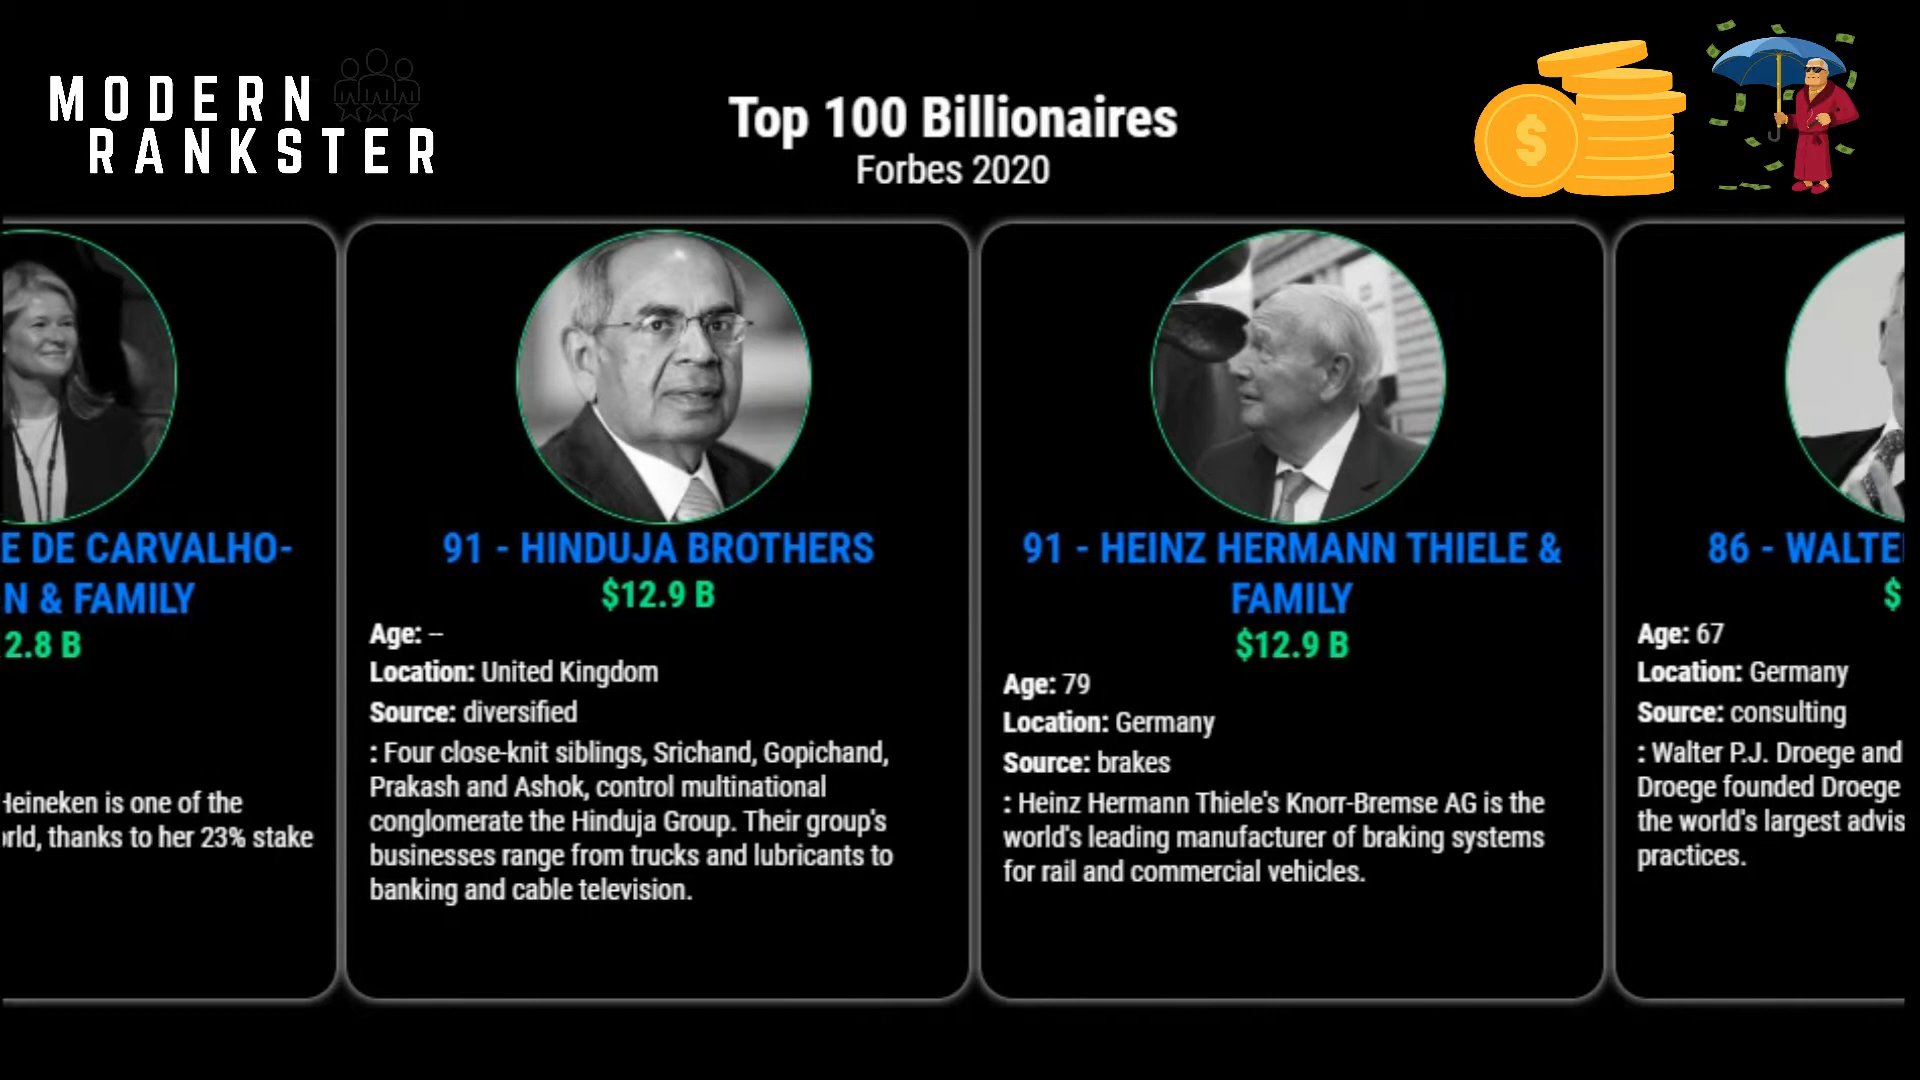 MODERN
RANKSTER
Top 100 Billionaires
Forbes 2020
$
E DE CARVALHO-
N & FAMILY
2.8 B
Heineken is one of the
rld, thanks to her 23% stake
91 - HINDUJA BROTHERS
$12.9 B
Age: –
Location: United Kingdom
Source: diversified
: Four close-knit siblings, Srichand, Gopichand,
Prakash and Ashok, control multinational
conglomerate the Hinduja Group. Their group's
businesses range from trucks and lubricants to
banking and cable television.
91 - HEINZ HERMANN THIELE &
FAMILY
$12.9 B
Age: 79
Location: Germany
Source: brakes
: Heinz Hermann Thiele's Knorr-Bremse AG is the
world's leading manufacturer of braking systems
for rail and commercial vehicles.
86 - WALTE
$
Age: 67
Location: Germany
Source: consulting
: Walter P.J. Droege and
Droege founded Droege
the world's largest advis
practices.